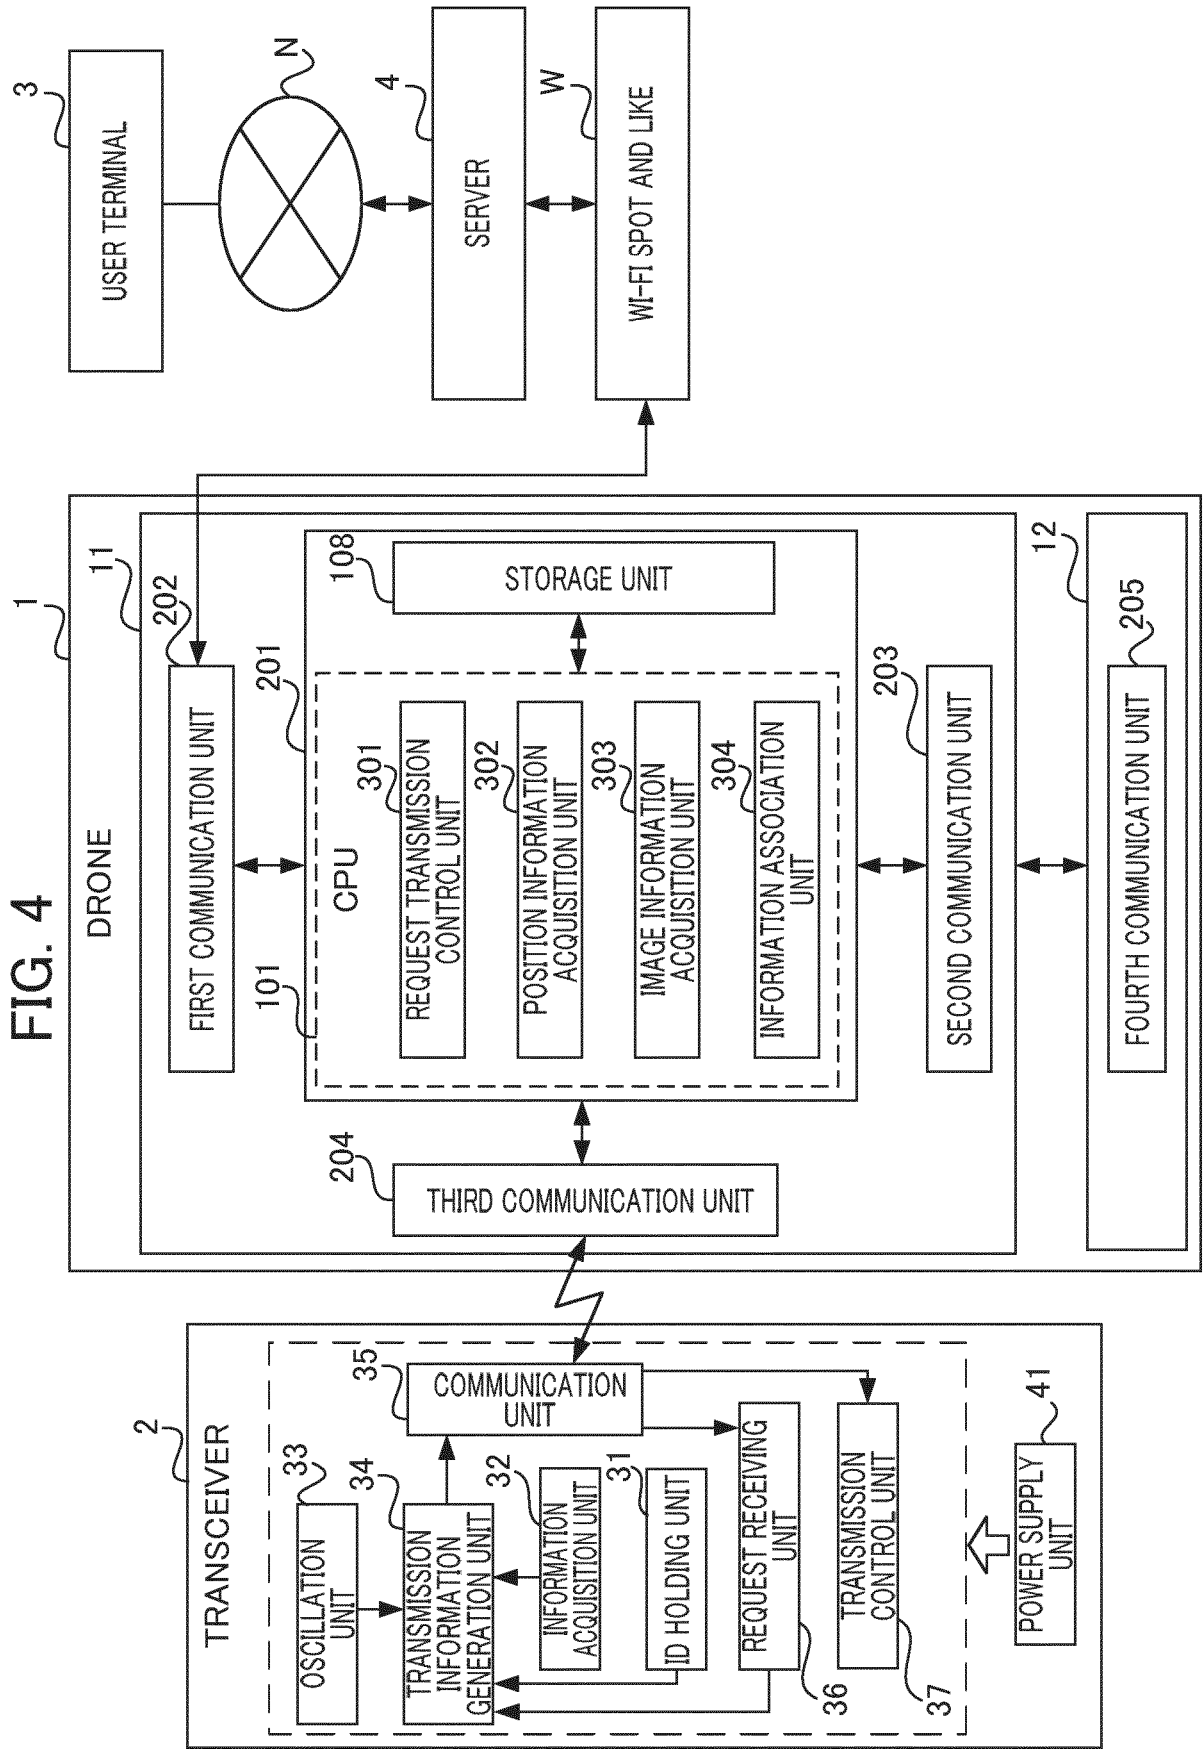 FIG. 4
TRANSCEIVER
2
OSCILLATION
UNIT
33
TRANSMISSION
INFORMATION
GENERATION UNIT
34
COMMUNICATION
UNIT
35
INFORMATION
ACQUISITION UNIT
32
ID HOLDING UNIT
31
REQUEST RECEIVING
UNIT
36
TRANSMISSION
CONTROL UNIT
37
POWER SUPPLY
UNIT
41
DRONE
1
11
FIRST COMMUNICATION UNIT
202
201
101
CPU
REQUEST TRANSMISSION
CONTROL UNIT
301
POSITION INFORMATION
ACQUISITION UNIT
302
IMAGE INFORMATION
ACQUISITION UNIT
303
INFORMATION ASSOCIATION
UNIT
304
STORAGE UNIT
108
THIRD COMMUNICATION UNIT
204
SECOND COMMUNICATION UNIT
203
12
FOURTH COMMUNICATION UNIT
205
USER TERMINAL
3
N
SERVER
4
WI-FI SPOT AND LIKE
W